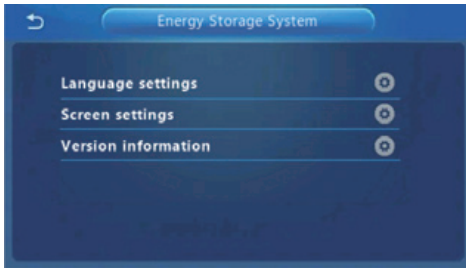 Energy Storage System
Language settings
Screen settings
Version information